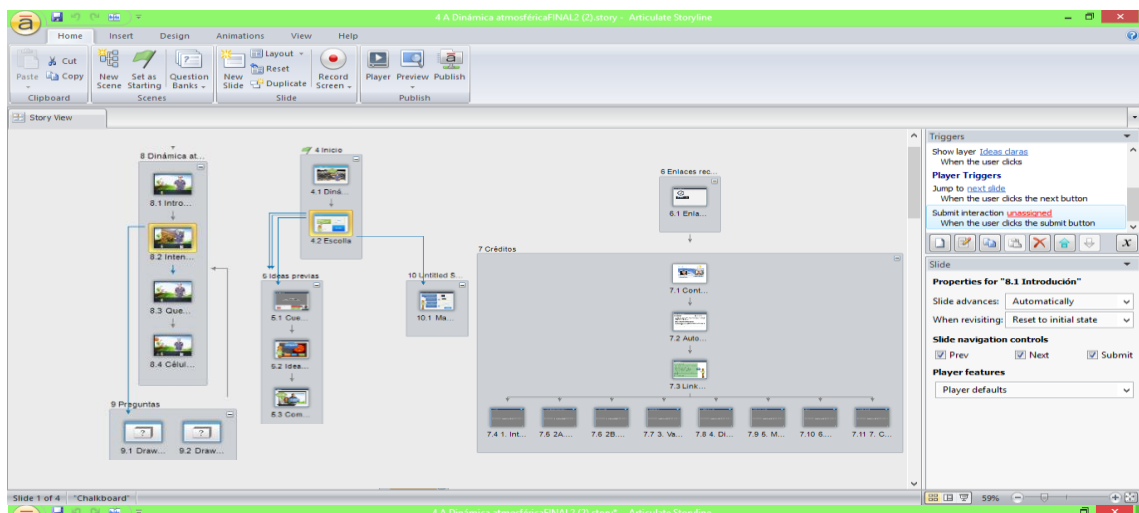 4 A Dinámica atmosféricaFINAL2 (2).story - Articulate Storyline
Home Insert Design Animations View Help
Paste Cut Copy
Clipboard
New Scene Set as Starting Question Banks
Scenes
New Slide Layout Reset Duplicate Record Screen
Slide
Player Preview Publish
Publish
Story View
8 Dinámica at...
8.1 Intro...
8.2 Inten...
8.3 Que...
8.4 Célul...
9 Preguntas
9.1 Draw... 9.2 Draw...
4 Inicio
4.1 Diná...
4.2 Escolla
5 Ideas previas
5.1 Cue...
5.2 Idea...
5.3 Com...
10 Untitled S...
10.1 Ma...
6 Enlaces rec...
6.1 Enla...
7 Créditos
7.1 Cont...
7.2 Auto...
7.3 Link...
7.4 1. Int... 7.5 2A.... 7.6 2B.... 7.7 3. Va... 7.8 4. Di... 7.9 5. M... 7.10 6.... 7.11 7. C...
Triggers
Show layer Ideas claras
When the user clicks
Player Triggers
Jump to next slide
When the user clicks the next button
Submit interaction unassigned
When the user clicks the submit button
Slide
Properties for "8.1 Introdución"
Slide advances: Automatically
When revisiting: Reset to initial state
Slide navigation controls
Prev Next Submit
Player features
Player defaults
Slide 1 of 4 "Chalkboard" 59%